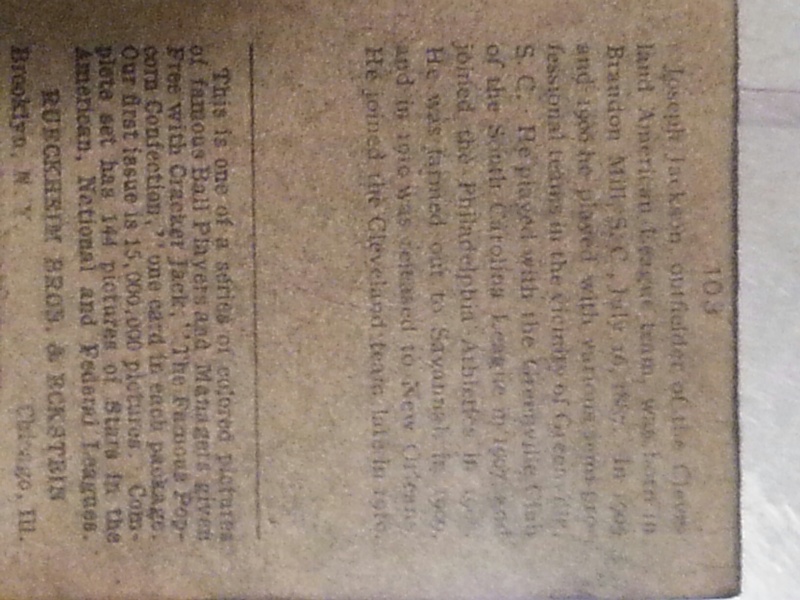 103
Joseph Jackson, outfielder of the Cleve-
land American League team, was born in
Brandon Mill, S. C., July 16, 1887. In
and 1906 he played with various semi-pro-
fessional teams in the vicinity of Greenville,
S. C. He played with the Greenville Club
of the South Carolina League in 1907 and
joined the Philadelphia Athletics in
He was farmed out to Savannah in 1909,
and in 1910 was released to New Orleans.
He joined the Cleveland team late in 1910.
This is one of a series of colored pictures
of famous Ball Players and Managers given
Free with Cracker Jack, "The Famous Pop-
corn Confection," one card in each package.
Our first issue is 15,000,000 pictures. Com-
plete set has 144 pictures of Stars in the
American, National and Federal Leagues.
RUECKHEIM BROS. & ECKSTEIN
Brooklyn, N. Y. Chicago, Ill.